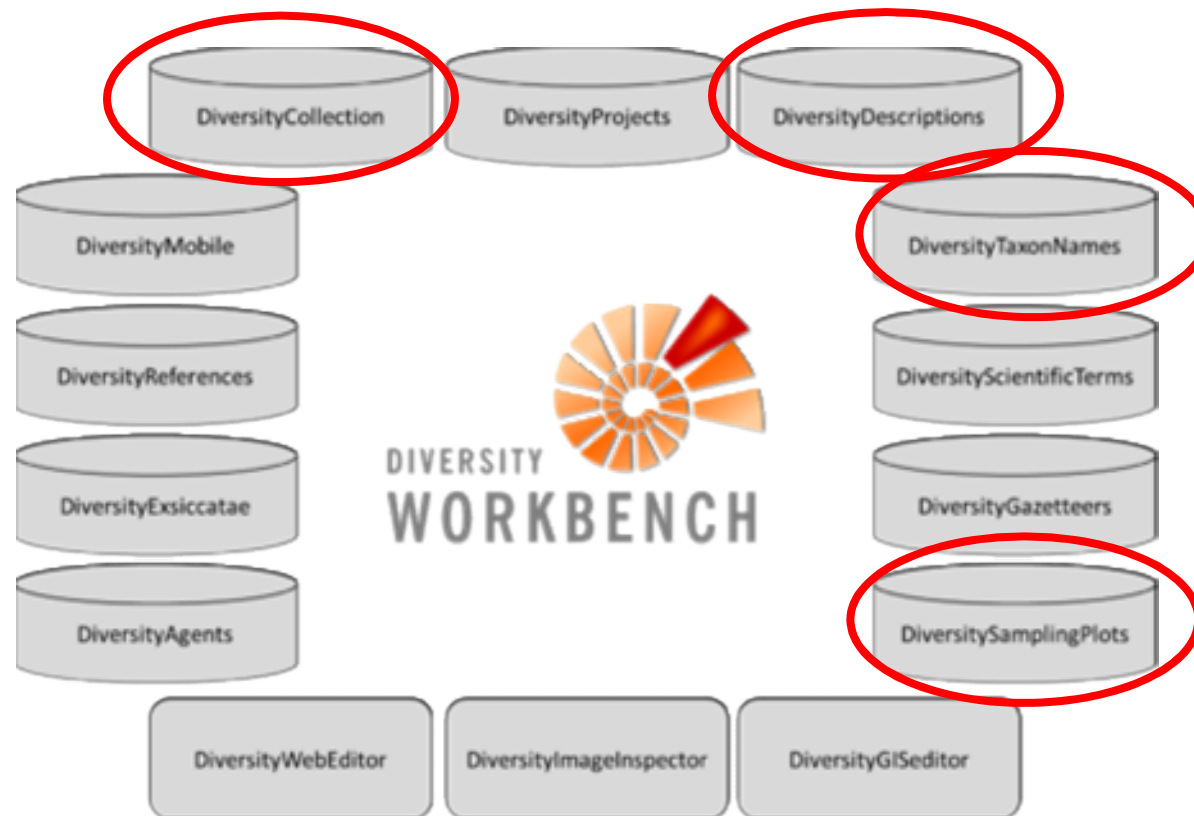 DiversityCollection
DiversityProjects
DiversityDescriptions
DiversityMobile
DiversityTaxonNames
DiversityReferences
DiversityScientificTerms
DIVERSITY
WORKBENCH
DiversityExsiccatae
DiversityGazetteers
DiversityAgents
DiversitySamplingPlots
DiversityWebEditor
DiversityImageInspector
DiversityGISeditor